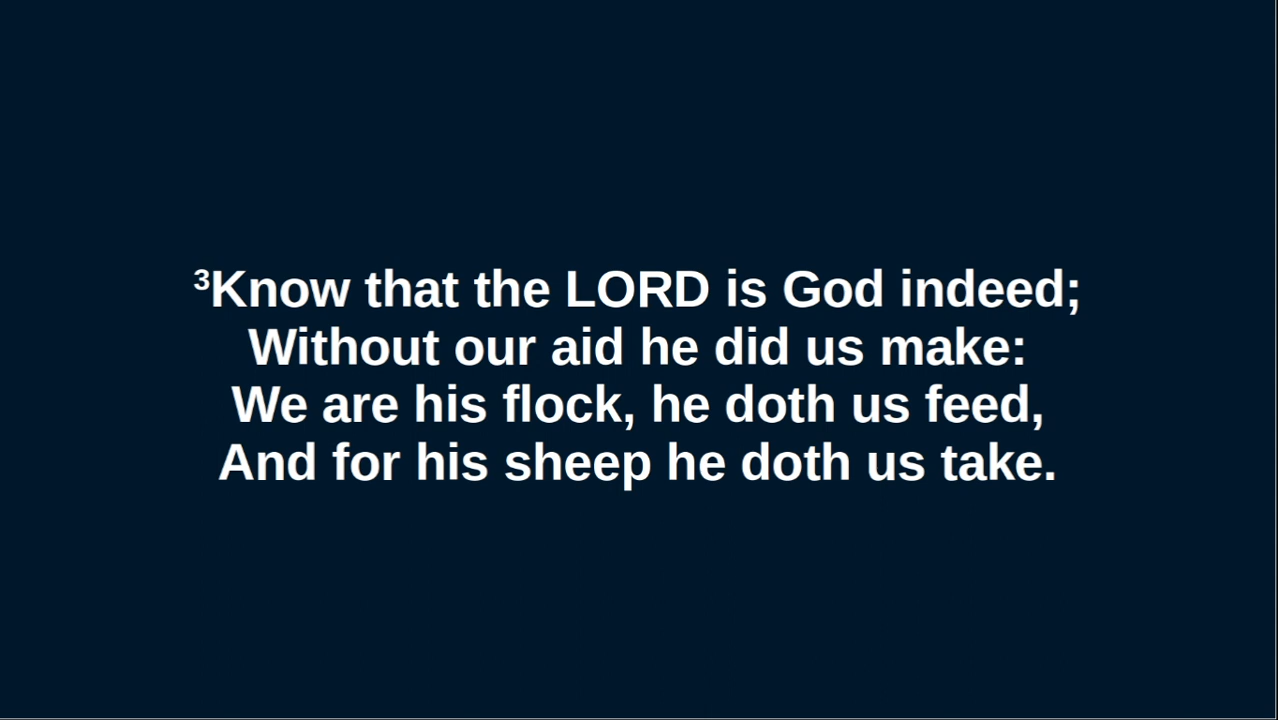 ³Know that the LORD is God indeed;
Without our aid he did us make:
We are his flock, he doth us feed,
And for his sheep he doth us take.